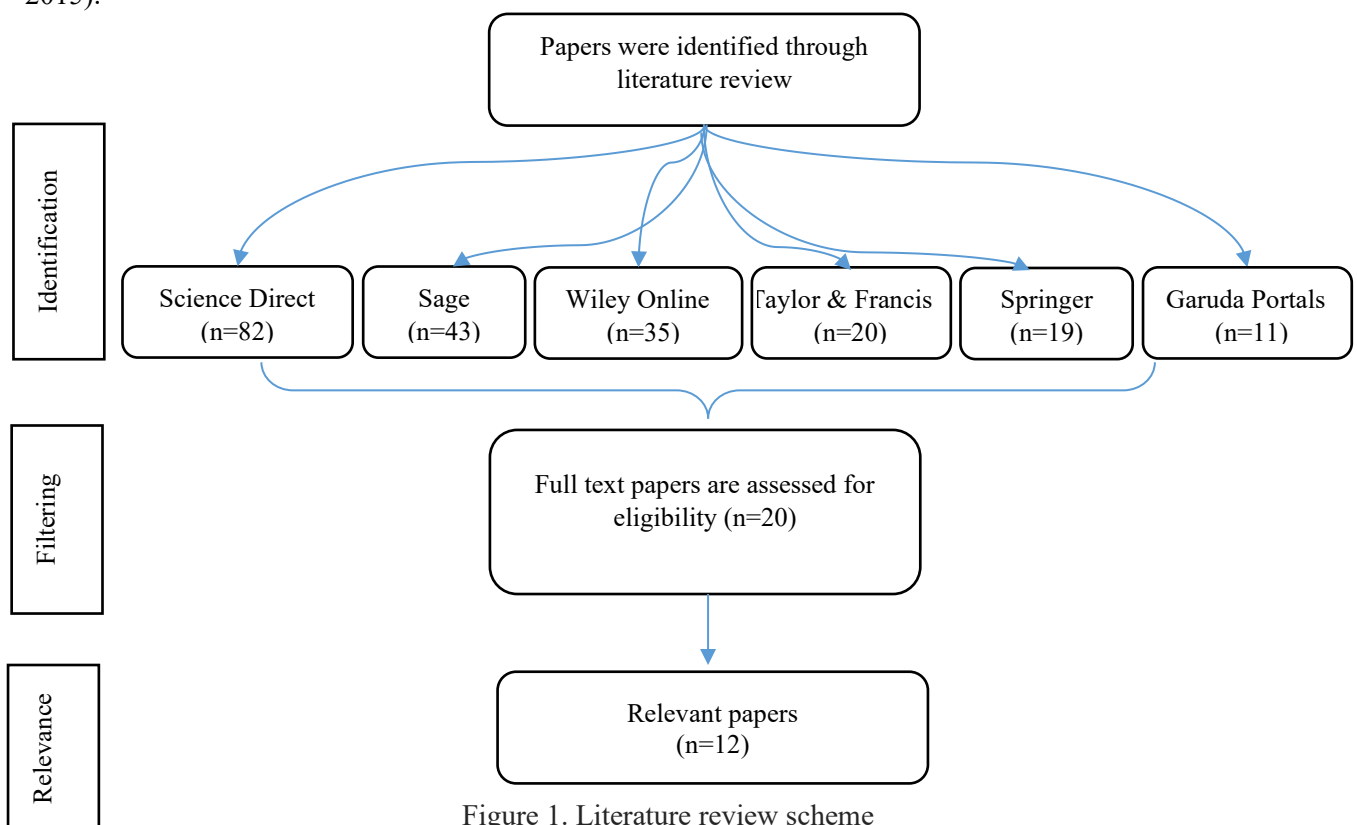 2015).
Papers were identified through
literature review
Identification
Science Direct
(n=82)
Sage
(n=43)
Wiley Online
(n=35)
Taylor & Francis
(n=20)
Springer
(n=19)
Garuda Portals
(n=11)
Filtering
Full text papers are assessed for
eligibility (n=20)
Relevance
Relevant papers
(n=12)
Figure 1. Literature review scheme